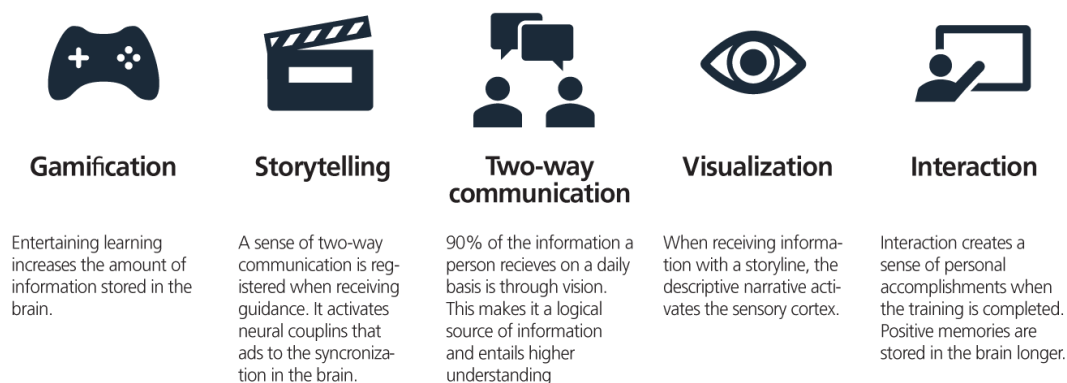 Gamification
Storytelling
Two-way
communication
Visualization
Interaction
Entertaining learning
increases the amount of
information stored in the
brain.
A sense of two-way
communication is reg-
istered when receiving
guidance. It activates
neural couplins that
ads to the syncroniza-
tion in the brain.
90% of the information a
person recieves on a daily
basis is through vision.
This makes it a logical
source of information
and entails higher
understanding
When receiving informa-
tion with a storyline, the
descriptive narrative acti-
vates the sensory cortex.
Interaction creates a
sense of personal
accomplishments when
the training is completed.
Positive memories are
stored in the brain longer.